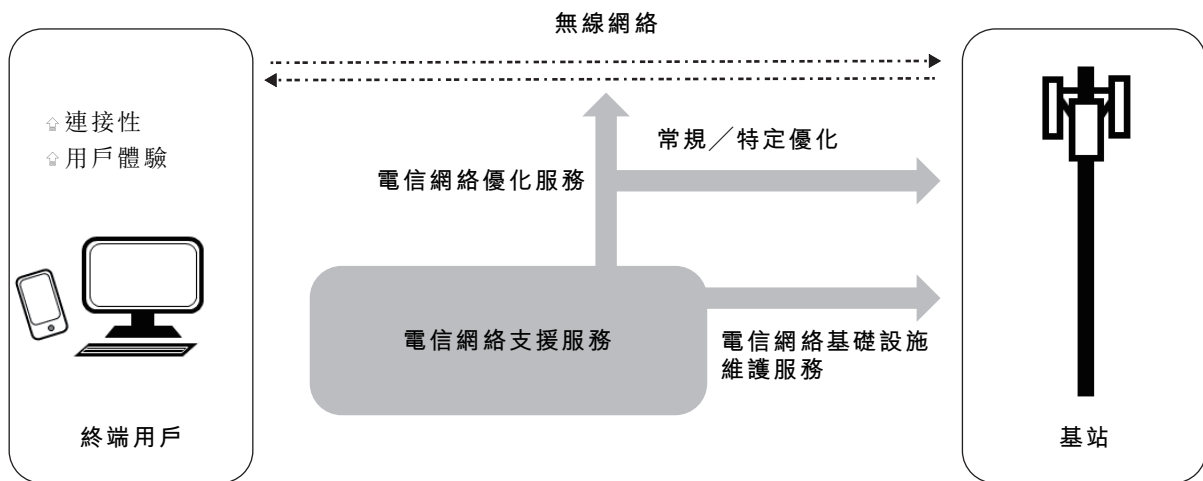 無線網絡
⇧連接性
⇧用戶體驗
常規╱特定優化
電信網絡優化服務
電信網絡支援服務
電信網絡基礎設施
維護服務
終端用戶
基站